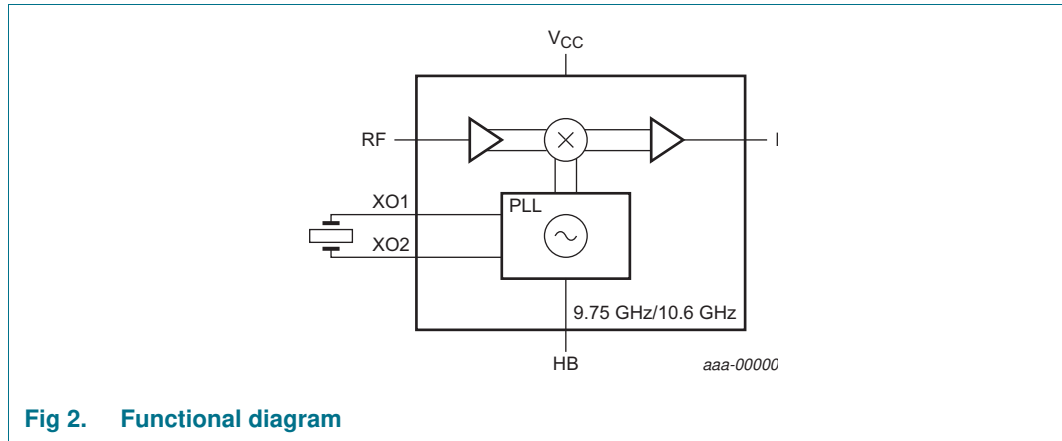 VCC
RF
XO1
PLL
XO2
9.75 GHz/10.6 GHz
HB
aaa-00000
Fig 2. Functional diagram